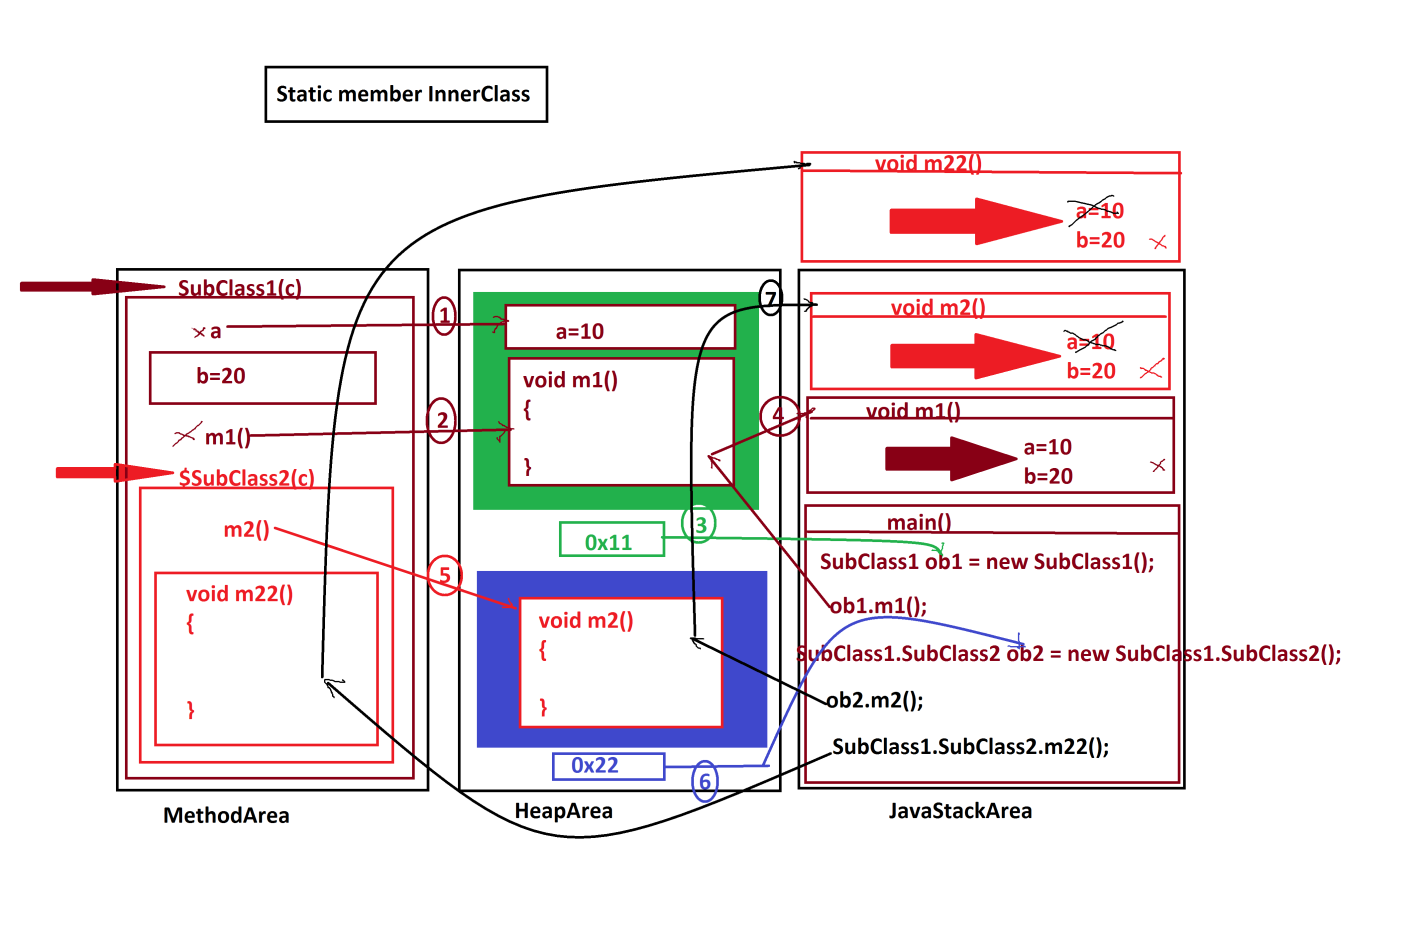 Static member InnerClass
void m22()
a=10
b=20
SubClass1(c)
a
b=20
m1()
$SubClass2(c)
m2()
void m22()
{
}
MethodArea
1
2
5
a=10
void m1()
{
}
3
0x11
void m2()
{
}
0x22
6
HeapArea
7
4
void m2()
a=10
b=20
void m1()
a=10
b=20
main()
SubClass1 ob1 = new SubClass1();
ob1.m1();
SubClass1.SubClass2 ob2 = new SubClass1.SubClass2();
ob2.m2();
SubClass1.SubClass2.m22();
JavaStackArea